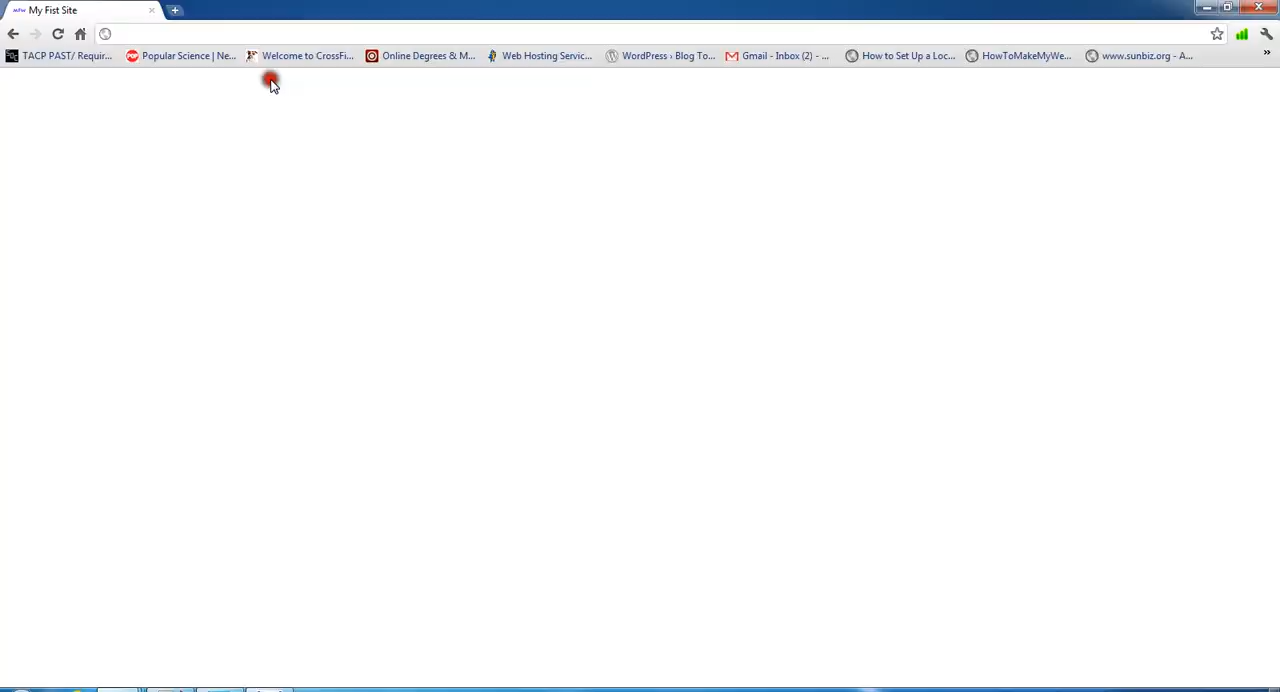 My Fist Site
TACP PAST/ Requir... Popular Science | Ne... Welcome to CrossFi... Online Degrees & M... Web Hosting Servic... WordPress › Blog To... Gmail - Inbox (2) - ... How to Set Up a Loc... HowToMakeMyWe... www.sunbiz.org - A... »